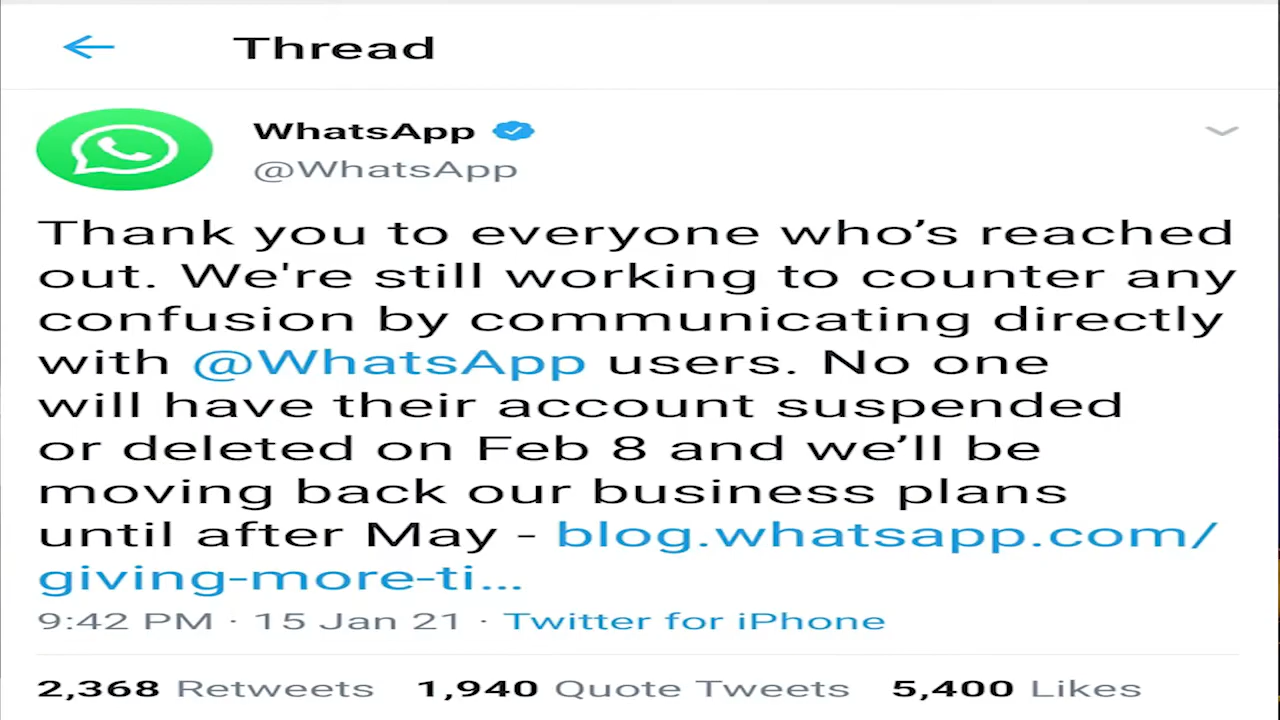 Thread
WhatsApp
@WhatsApp
Thank you to everyone who’s reached
out. We're still working to counter any
confusion by communicating directly
with @WhatsApp users. No one
will have their account suspended
or deleted on Feb 8 and we’ll be
moving back our business plans
until after May - blog.whatsapp.com/
giving-more-ti...
9:42 PM · 15 Jan 21 · Twitter for iPhone
2,368 Retweets 1,940 Quote Tweets 5,400 Likes